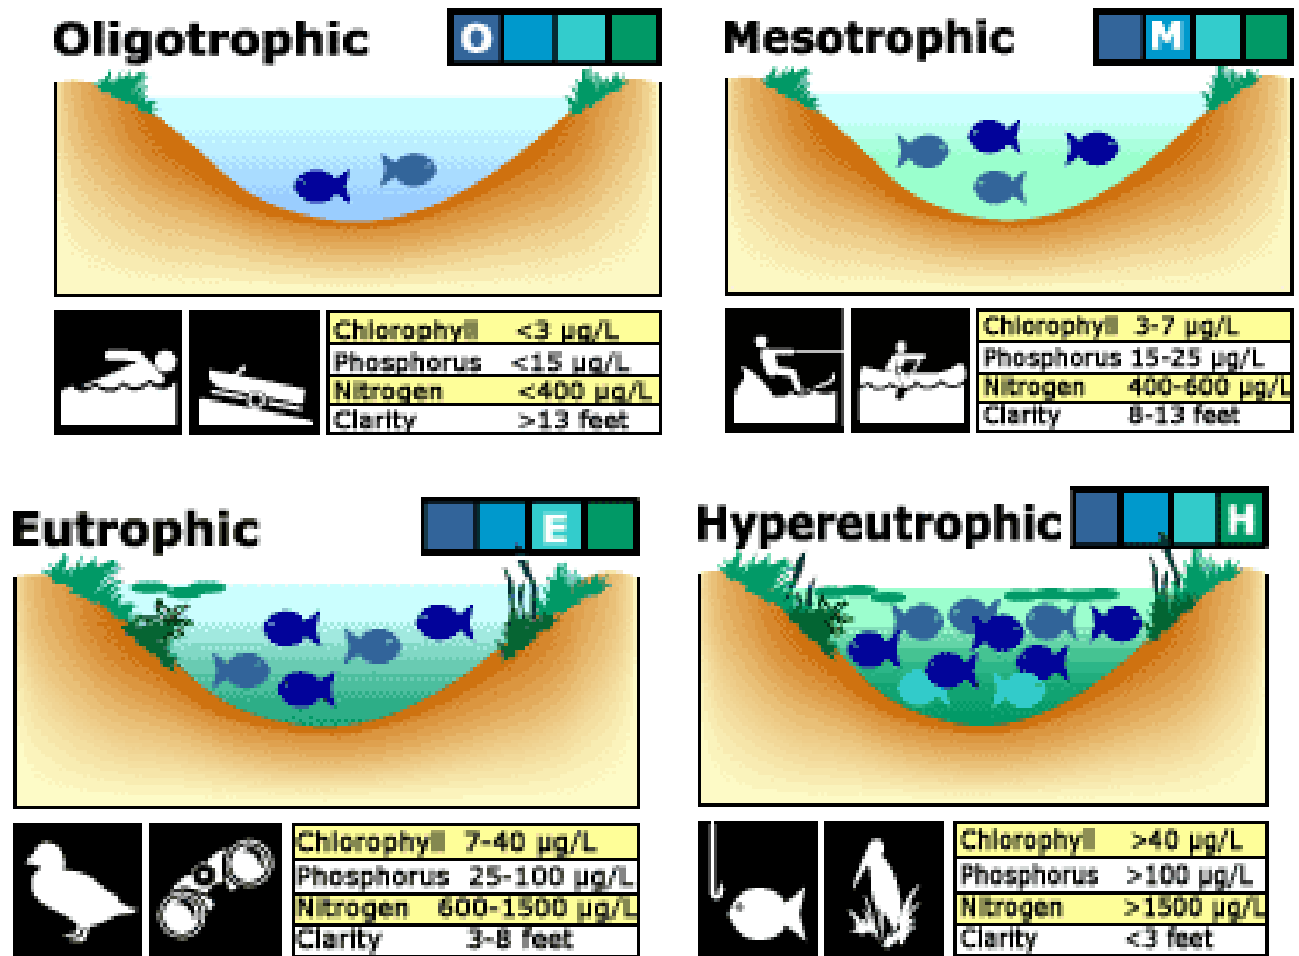 Oligotrophic
O
Mesotrophic
M
Chlorophyll <3 µg/L
Phosphorus <15 µg/L
Nitrogen <400 µg/L
Clarity >13 feet
Chlorophyll 3-7 µg/L
Phosphorus 15-25 µg/L
Nitrogen 400-600 µg/L
Clarity 8-13 feet
Eutrophic
E
Hypereutrophic
H
Chlorophyll 7-40 µg/L
Phosphorus 25-100 µg/L
Nitrogen 600-1500 µg/L
Clarity 3-8 feet
Chlorophyll >40 µg/L
Phosphorus >100 µg/L
Nitrogen >1500 µg/L
Clarity <3 feet